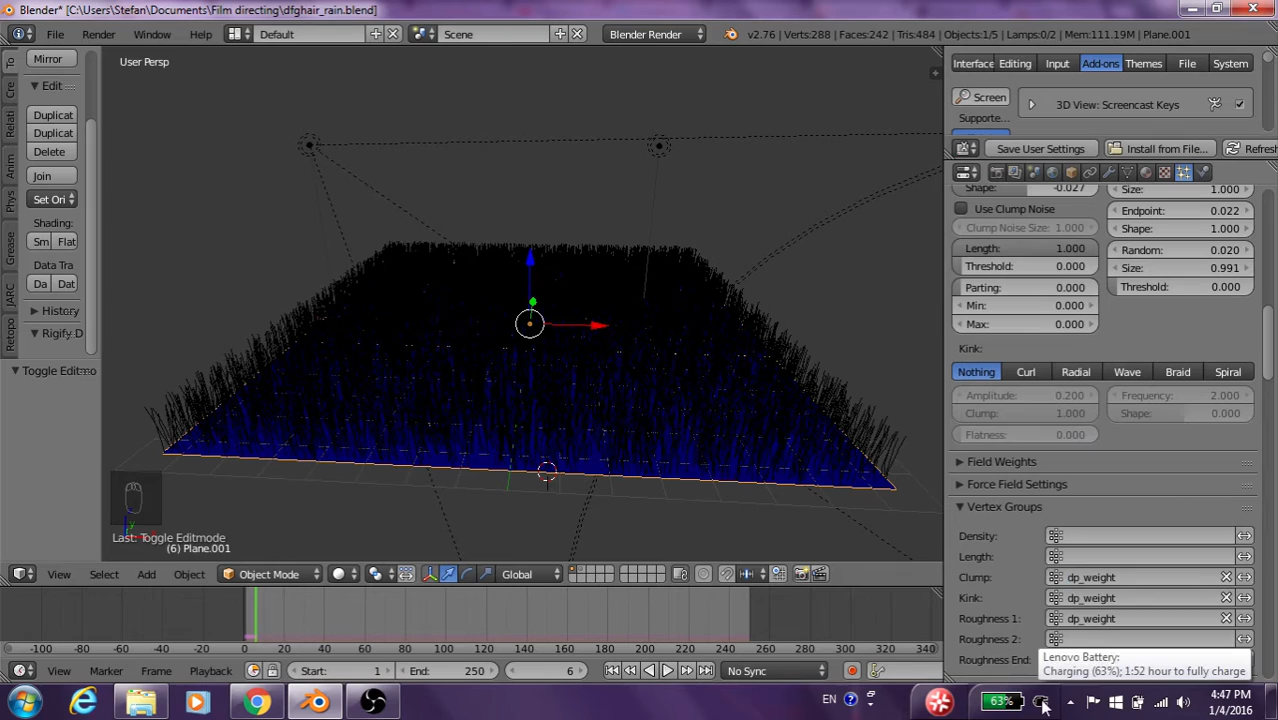 Blender* [C:\Users\Stefan\Documents\Film directing\dfghair_rain.blend]
File Render Window Help Default Scene Blender Render v2.76 | Verts:288 | Faces:242 | Tris:484 | Objects:1/5 | Lamps:0/2 | Mem:111.19M | Plane.001
To
Cre
Relati
Anim
Phys
Grease
JARC
Retopo
Mirror
Edit
Duplicat
Duplicat
Delete
Join
Set Ori
Shading:
Sm Flat
Data Tra
Da Dat
History
Rigify D
Toggle Editmo
User Persp
Last: Toggle Editmode
(6) Plane.001
Interface Editing Input Add-ons Themes File System
Screen
Supporte...
3D View: Screencast Keys
Save User Settings Install from File... Refresh
Shape: -0.027
Use Clump Noise
Clump Noise Size: 1.000
Length: 1.000
Threshold: 0.000
Parting: 0.000
Min: 0.000
Max: 0.000
Size: 1.000
Endpoint: 0.022
Shape: 1.000
Random: 0.020
Size: 0.991
Threshold: 0.000
Kink:
Nothing Curl Radial Wave Braid Spiral
Amplitude: 0.200 Frequency: 2.000
Clump: 1.000 Shape: 0.000
Flatness: 0.000
Field Weights
Force Field Settings
Vertex Groups
Density:
Length:
Clump: dp_weight
Kink: dp_weight
Roughness 1: dp_weight
Roughness 2:
Roughness End:
Lenovo Battery:
Charging (63%); 1:52 hour to fully charge
View Select Add Object Object Mode Global
-100 -80 -60 -40 -20 0 20 40 60 80 100 120 140 160 180 200 220 240 260 280 300 320 340
View Marker Frame Playback Start: 1 End: 250 6 No Sync
EN 63% 4:47 PM
1/4/2016